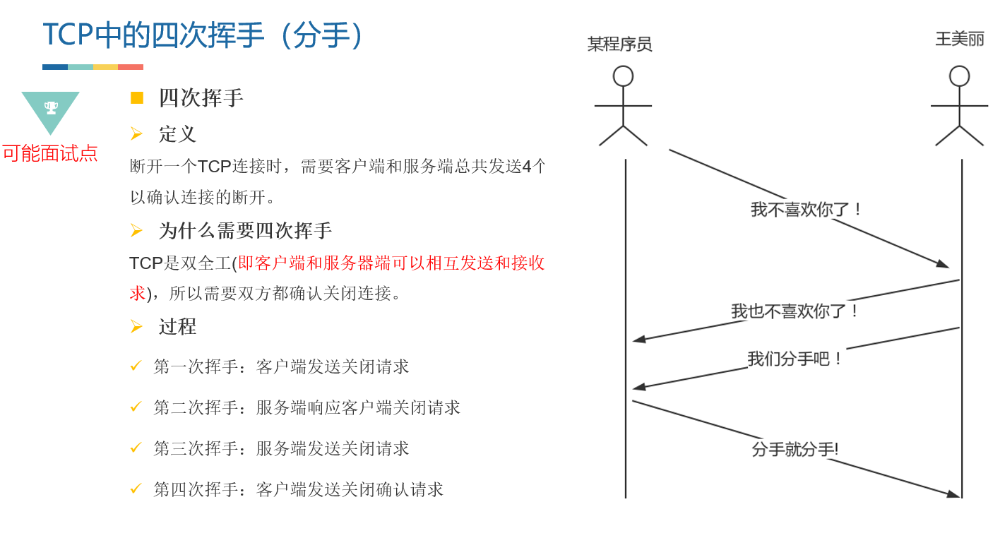 TCP中的四次挥手（分手）
可能面试点
四次挥手
定义
断开一个TCP连接时，需要客户端和服务端总共发送4个
以确认连接的断开。
为什么需要四次挥手
TCP是双全工(即客户端和服务器端可以相互发送和接收
求)，所以需要双方都确认关闭连接。
过程
第一次挥手：客户端发送关闭请求
第二次挥手：服务端响应客户端关闭请求
第三次挥手：服务端发送关闭请求
第四次挥手：客户端发送关闭确认请求
某程序员
王美丽
我不喜欢你了！
我也不喜欢你了！
我们分手吧！
分手就分手!